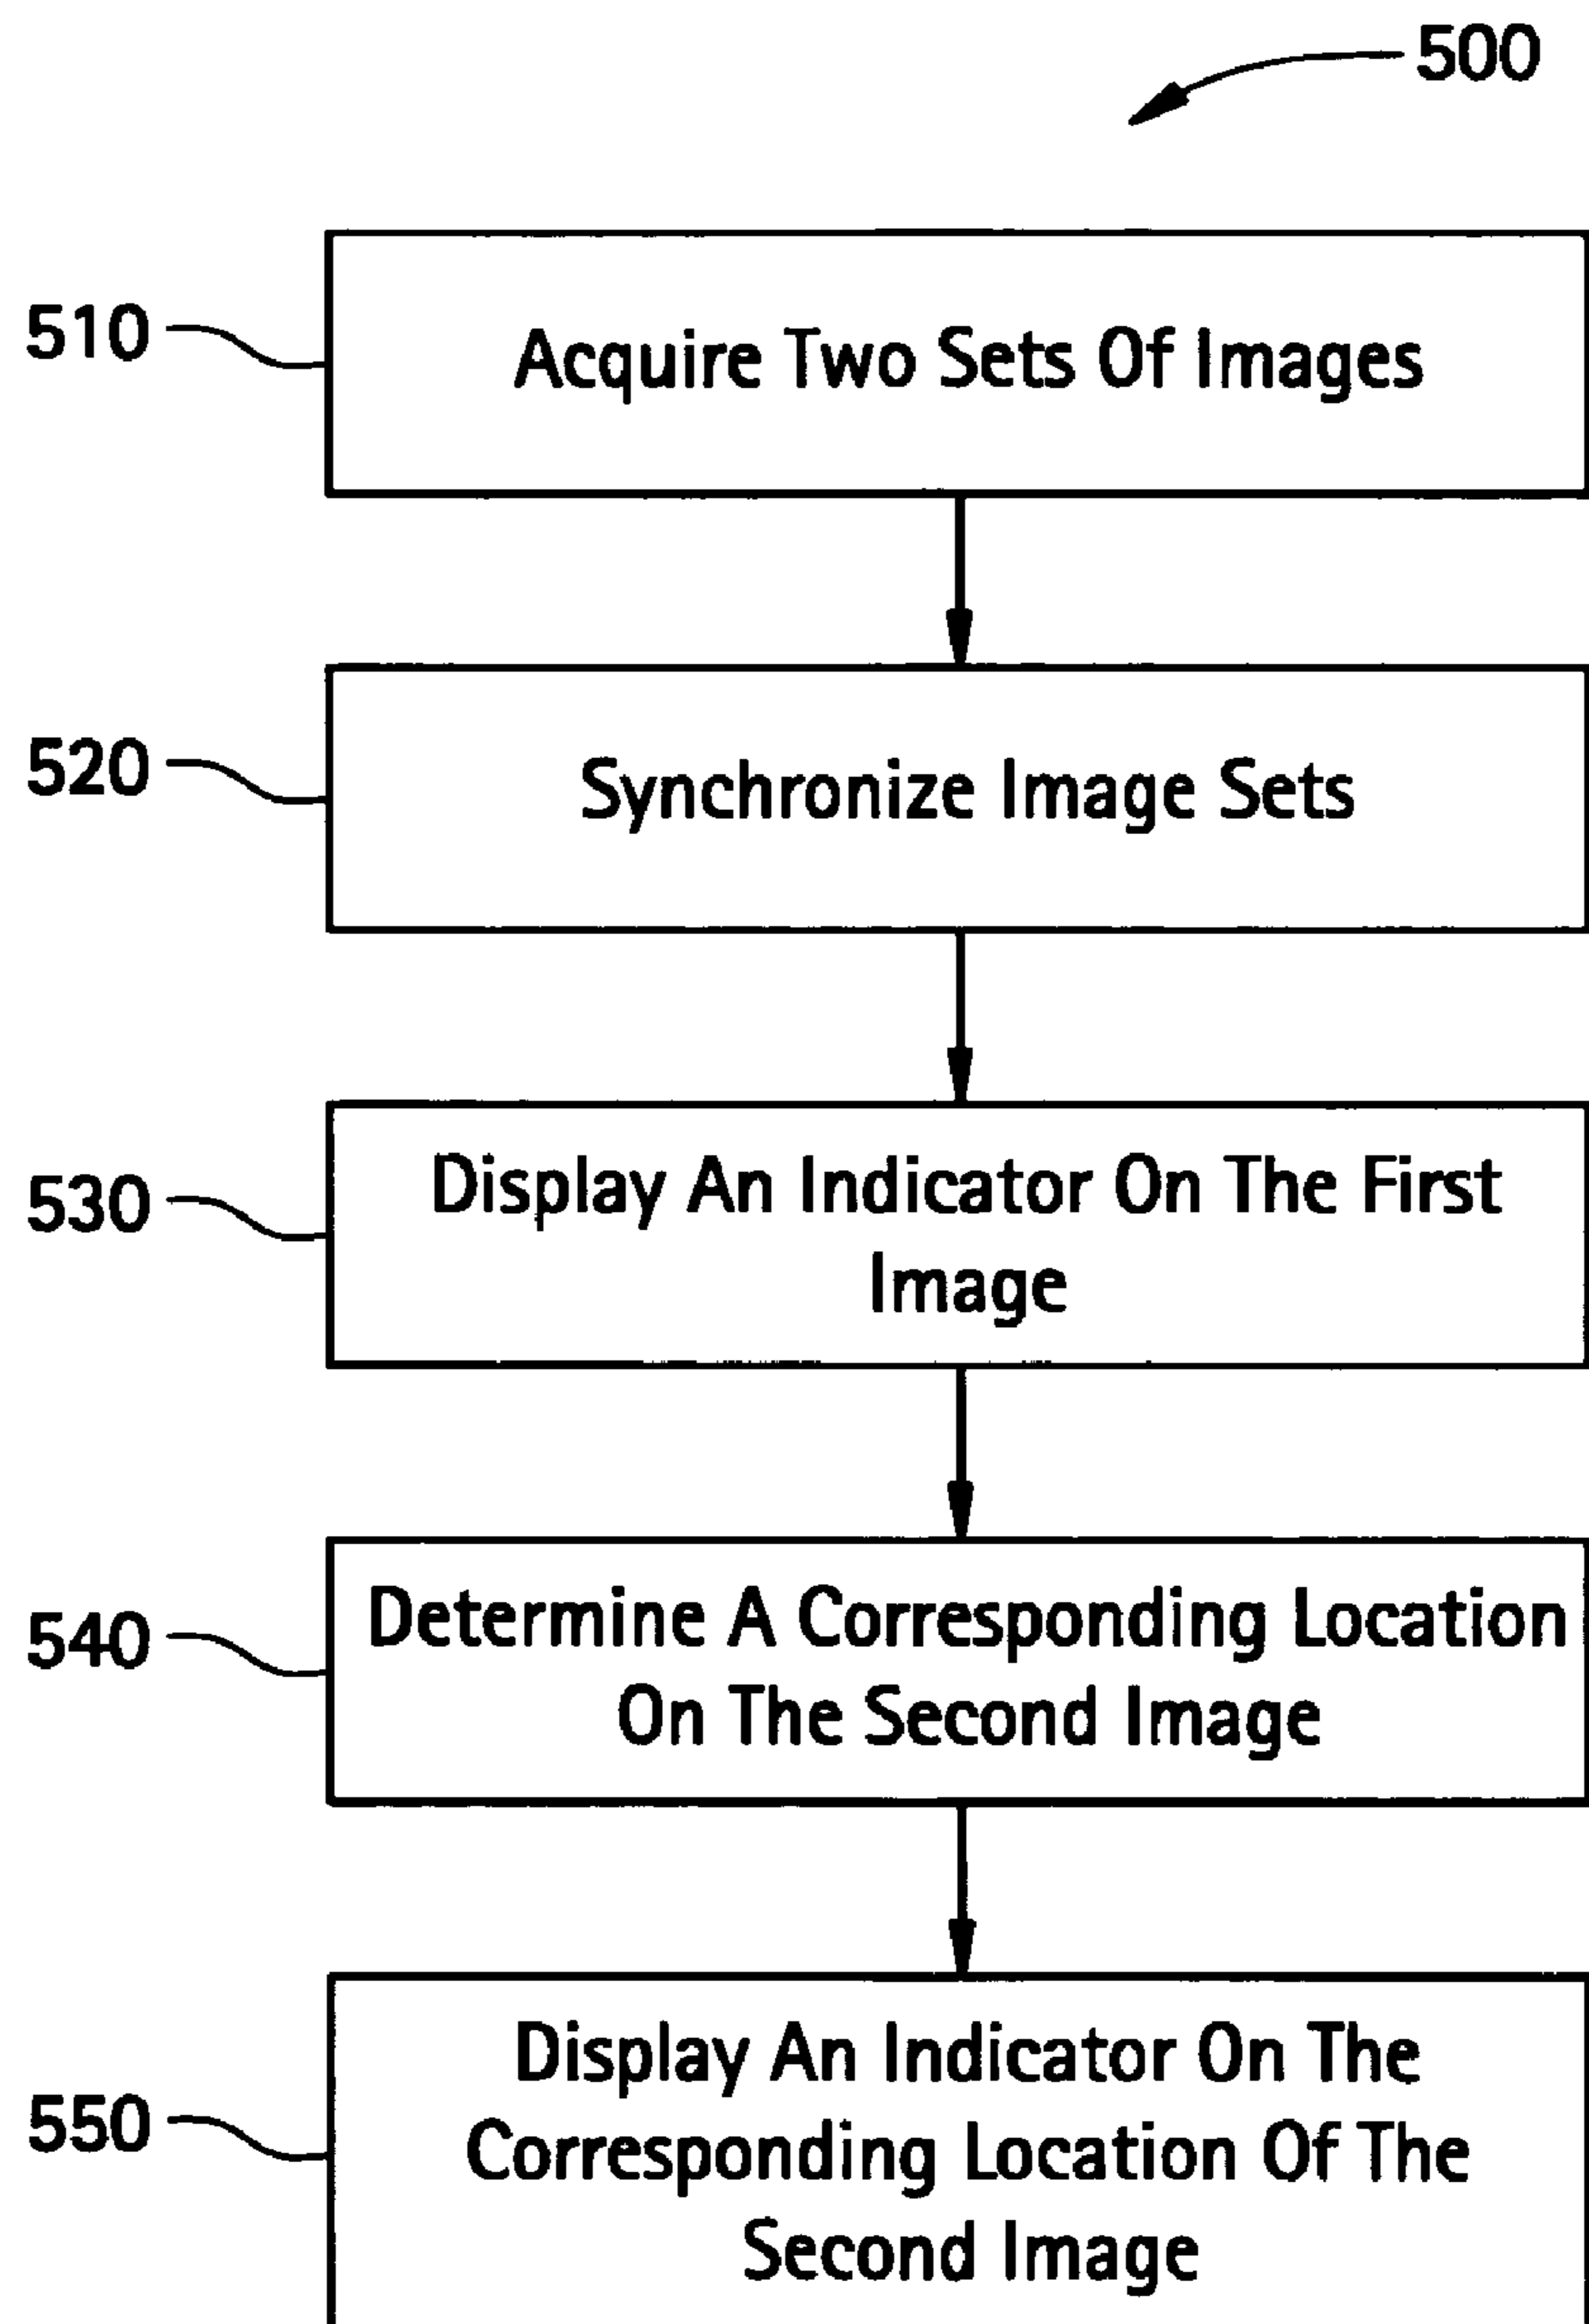 500
510
Acquire Two Sets Of Images
520
Synchronize Image Sets
530
Display An Indicator On The First
Image
540
Determine A Corresponding Location
On The Second Image
550
Display An Indicator On The
Corresponding Location Of The
Second Image